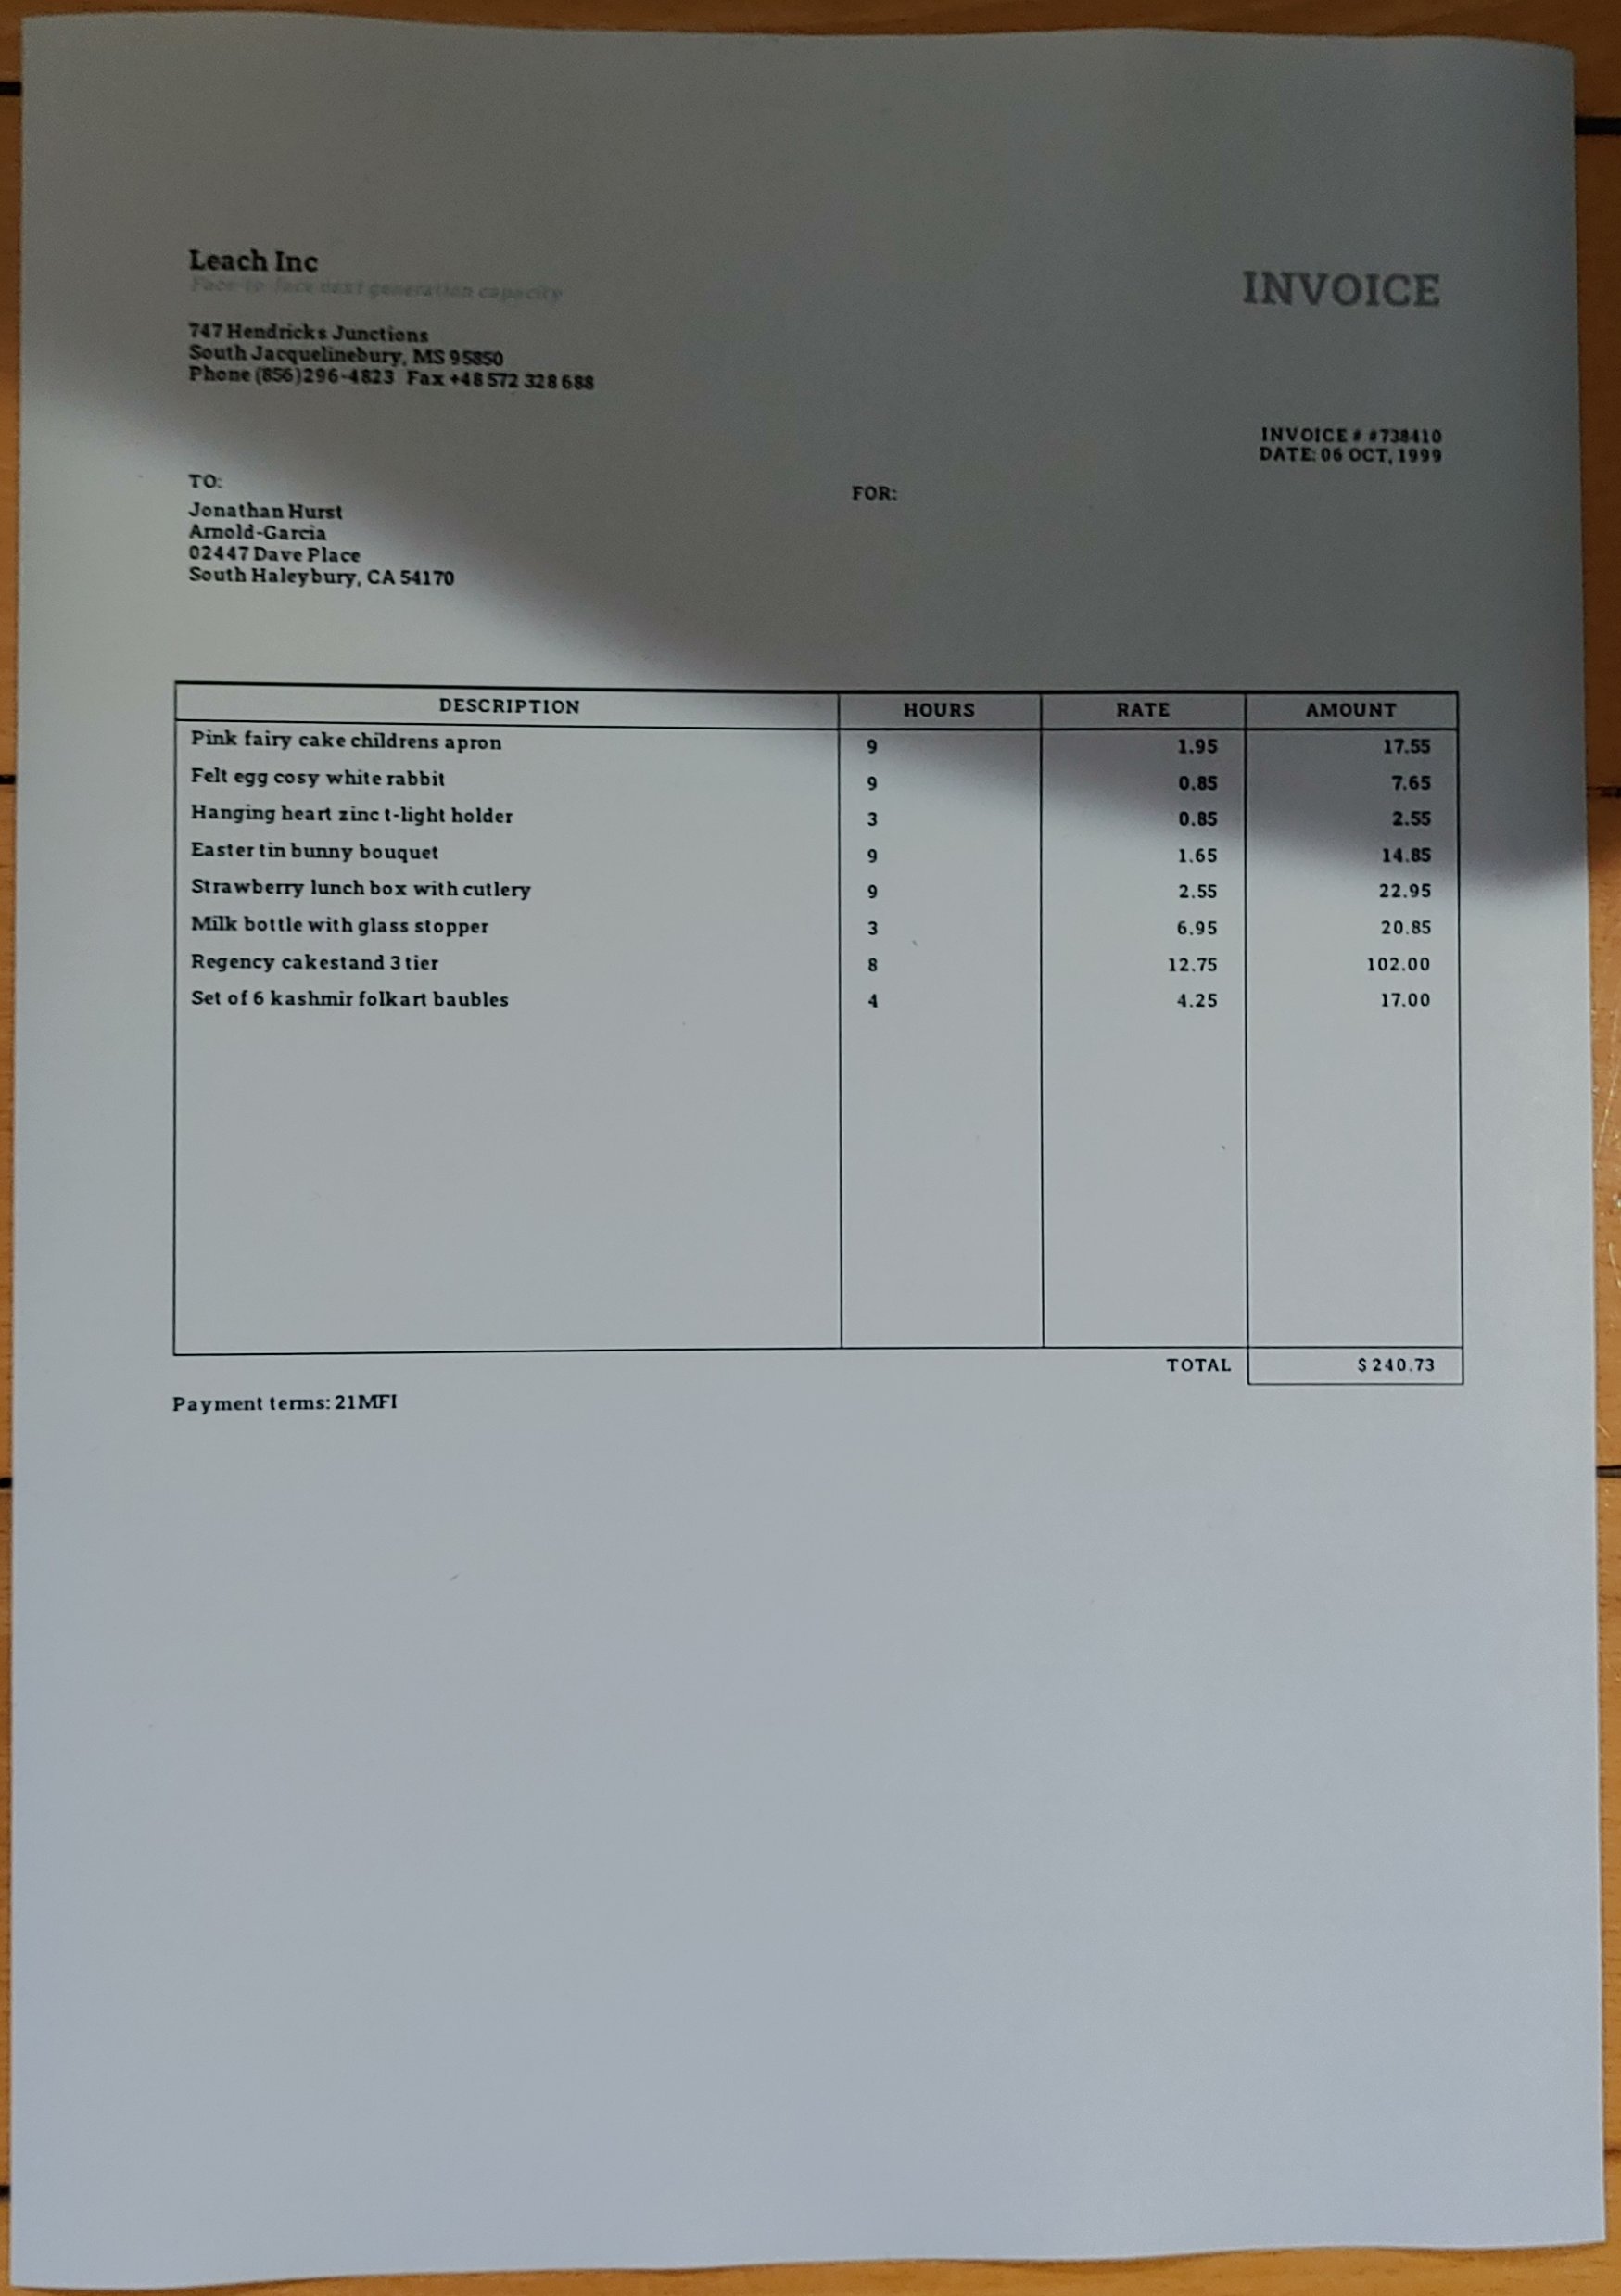 Leach Inc
Face-to-face next generation capacity
INVOICE
747 Hendricks Junctions
South Jacquelinebury, MS 95850
Phone (856)296-4823 Fax +48 572 328 688
INVOICE # #738410
DATE: 06 OCT, 1999
TO:
FOR:
Jonathan Hurst
Arnold-Garcia
02447 Dave Place
South Haleybury, CA 54170
DESCRIPTION HOURS RATE AMOUNT
Pink fairy cake childrens apron 9 1.95 17.55
Felt egg cosy white rabbit 9 0.85 7.65
Hanging heart zinc t-light holder 3 0.85 2.55
Easter tin bunny bouquet 9 1.65 14.85
Strawberry lunch box with cutlery 9 2.55 22.95
Milk bottle with glass stopper 3 6.95 20.85
Regency cakestand 3 tier 8 12.75 102.00
Set of 6 kashmir folkart baubles 4 4.25 17.00
TOTAL $ 240.73
Payment terms: 21MFI